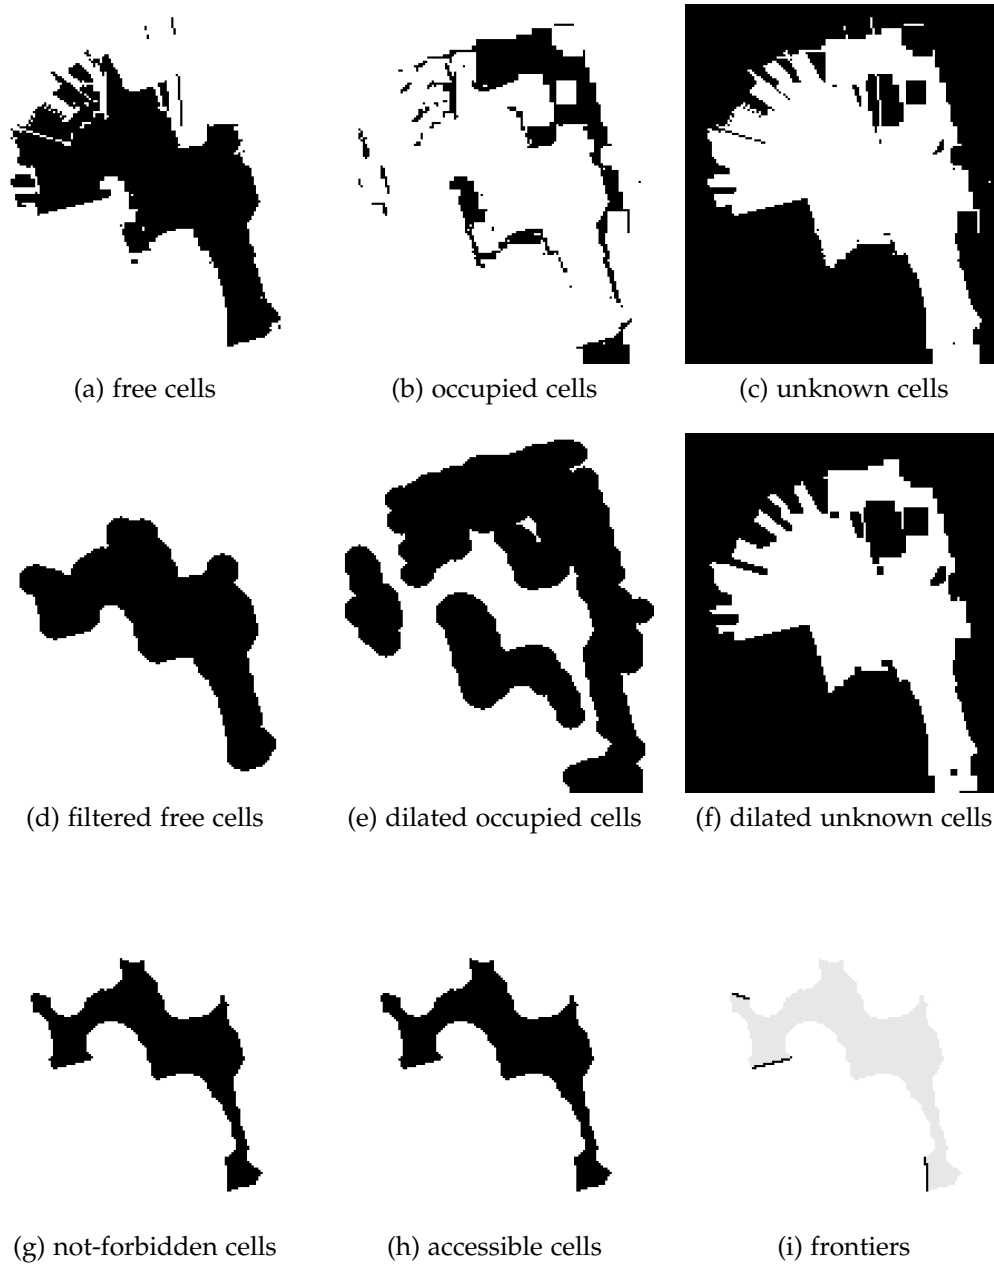 (a) free cells
(b) occupied cells
(c) unknown cells
(d) filtered free cells
(e) dilated occupied cells
(f) dilated unknown cells
(g) not-forbidden cells
(h) accessible cells
(i) frontiers